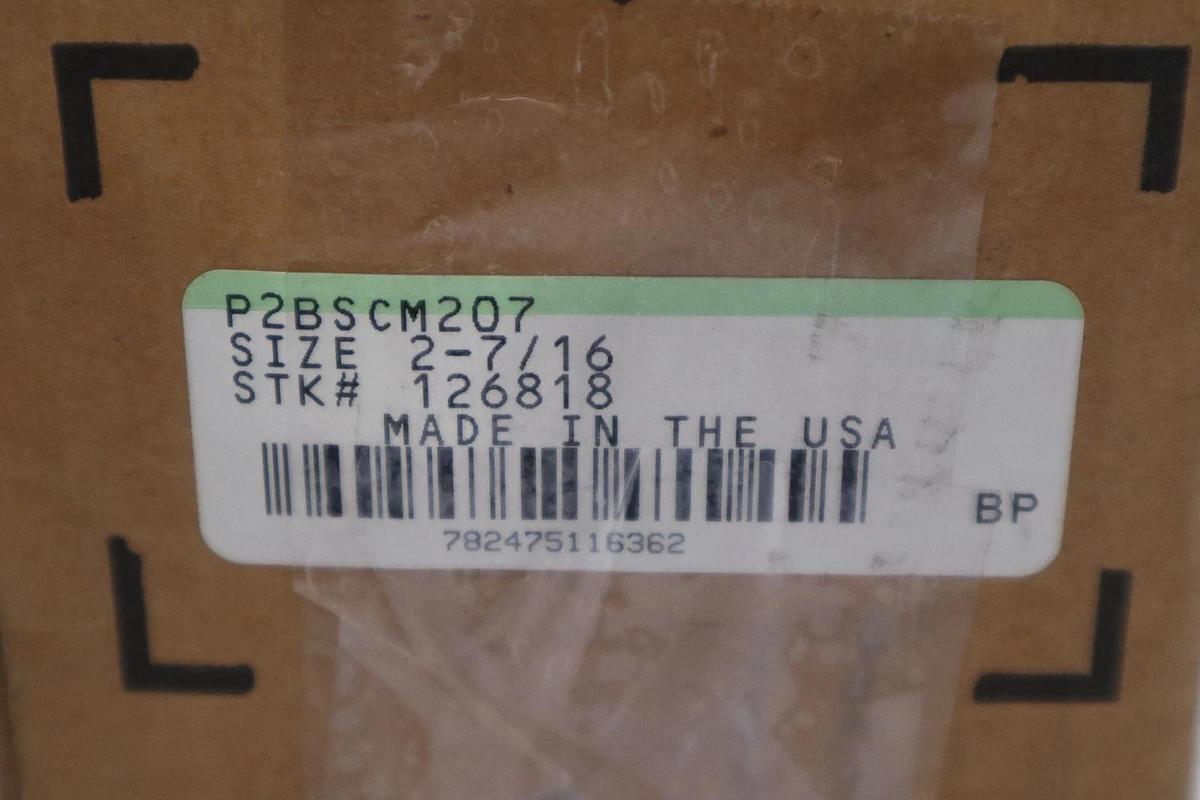 P2BSCM207
SIZE 2-7/16
STK# 126818
MADE IN THE USA
BP
782475116362